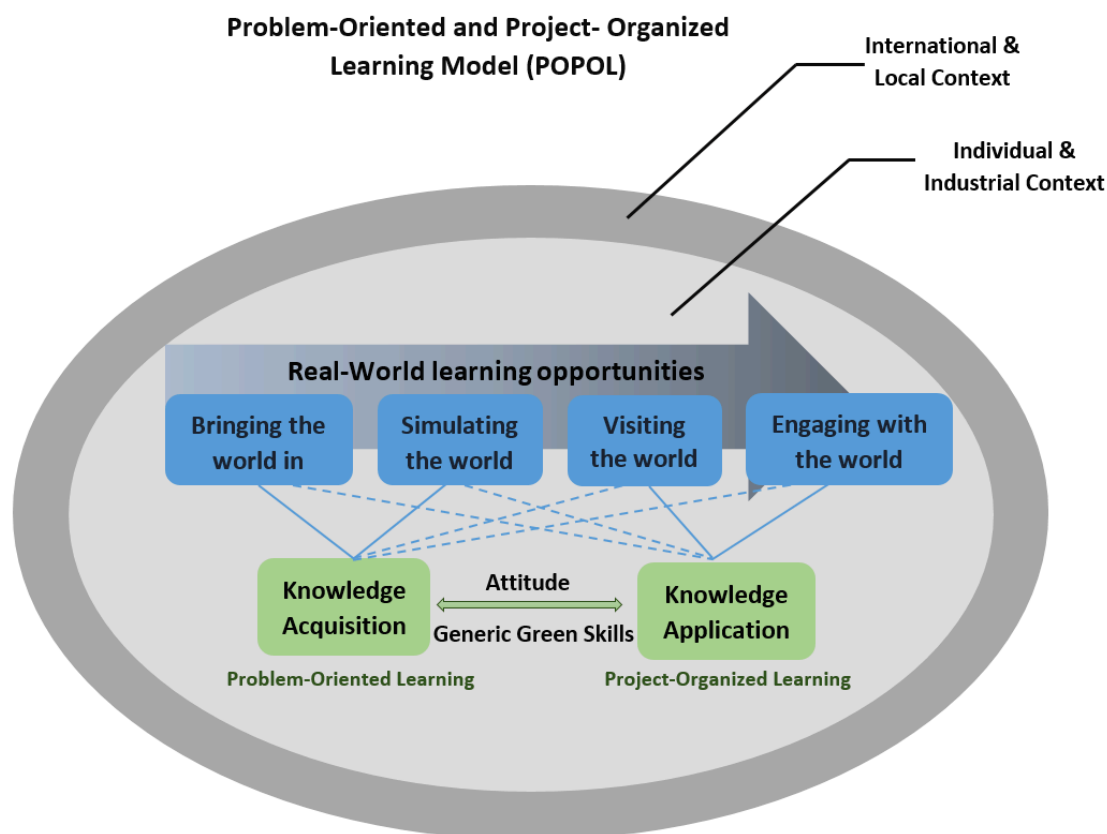 Problem-Oriented and Project- Organized
Learning Model (POPOL)
International &
Local Context
Individual &
Industrial Context
Real-World learning opportunities
Bringing the
world in
Simulating
the world
Visiting
the world
Engaging with
the world
Knowledge
Acquisition
Attitude
Generic Green Skills
Knowledge
Application
Problem-Oriented Learning
Project-Organized Learning